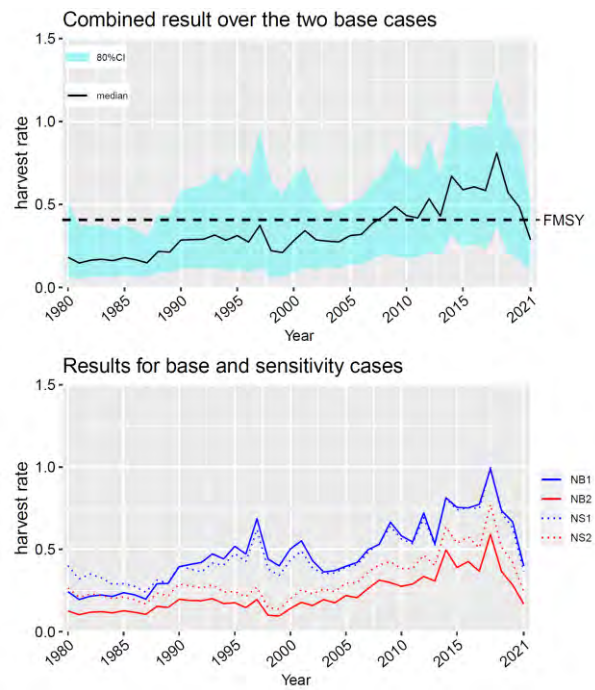 Combined result over the two base cases
1.5
80%CI
median
1.0
harvest rate
0.5
FMSY
0.0
1980
1985
1990
1995
2000
2005
2010
2015
2021
Year
Results for base and sensitivity cases
1.5
1.0
harvest rate
NB1
NB2
NS1
NS2
0.5
0.0
1980
1985
1990
1995
2000
2005
2010
2015
2021
Year